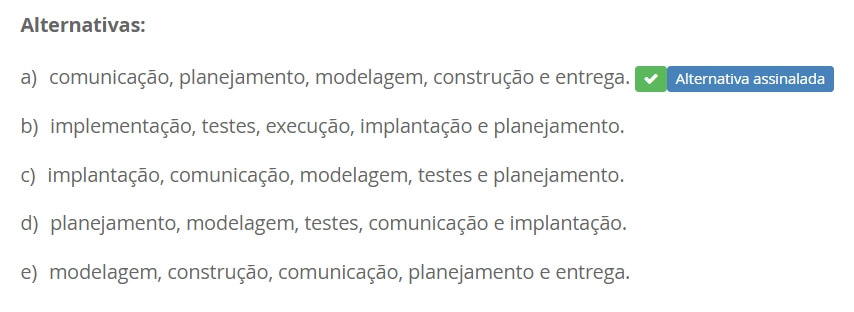 Alternativas:
a) comunicação, planejamento, modelagem, construção e entrega. Alternativa assinalada
b) implementação, testes, execução, implantação e planejamento.
c) implantação, comunicação, modelagem, testes e planejamento.
d) planejamento, modelagem, testes, comunicação e implantação.
e) modelagem, construção, comunicação, planejamento e entrega.